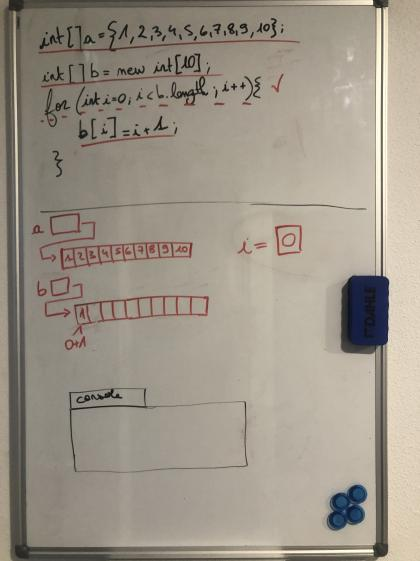 int[] a = {1, 2, 3, 4, 5, 6, 7, 8, 9, 10};
int[] b = new int[10];
for (int i=0; i < b.length; i++){ ✓
b[i] = i + 1;
}
a
1 2 3 4 5 6 7 8 9 10
i = 0
b
1
0+1
console
DAHLE